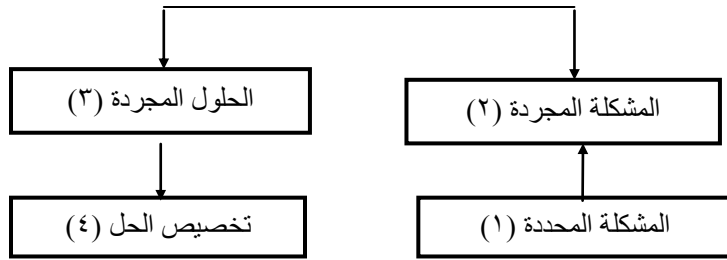 المشكلة المجردة (٢)
الحلول المجردة (٣)
المشكلة المحددة (١)
تخصيص الحل (٤)